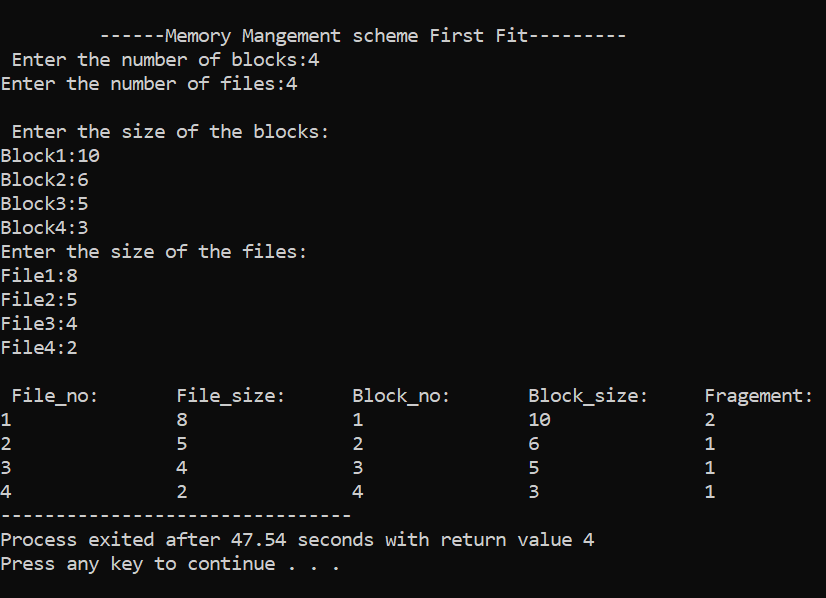 ------Memory Mangement scheme First Fit---------
Enter the number of blocks:4
Enter the number of files:4
Enter the size of the blocks:
Block1:10
Block2:6
Block3:5
Block4:3
Enter the size of the files:
File1:8
File2:5
File3:4
File4:2
File_no: File_size: Block_no: Block_size: Fragement:
1 8 1 10 2
2 5 2 6 1
3 4 3 5 1
4 2 4 3 1
--------------------------------
Process exited after 47.54 seconds with return value 4
Press any key to continue . . .